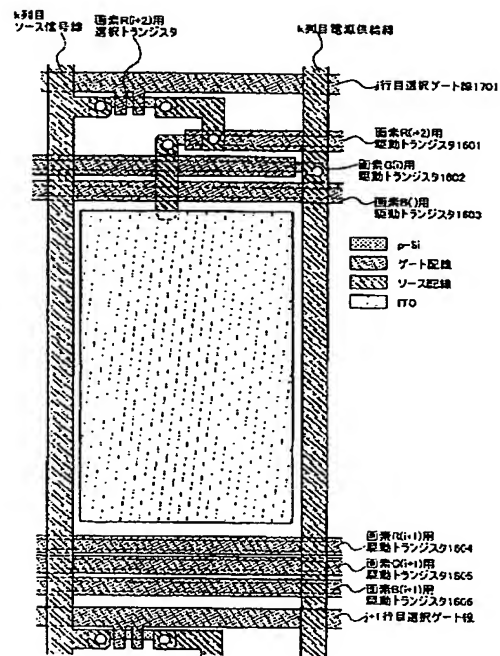 k列目
ソース信号線
画素R(i+2)用
選択トランジスタ
k列目電源供給線
j行目選択ゲート線1701
画素R(i+2)用
駆動トランジスタ1601
画素G(i)用
駆動トランジスタ1602
画素B(i)用
駆動トランジスタ1603
p-Si
ゲート配線
ソース配線
ITO
画素R(i+1)用
駆動トランジスタ1604
画素G(i+1)用
駆動トランジスタ1605
画素B(i+1)用
駆動トランジスタ1606
j+1行目選択ゲート線